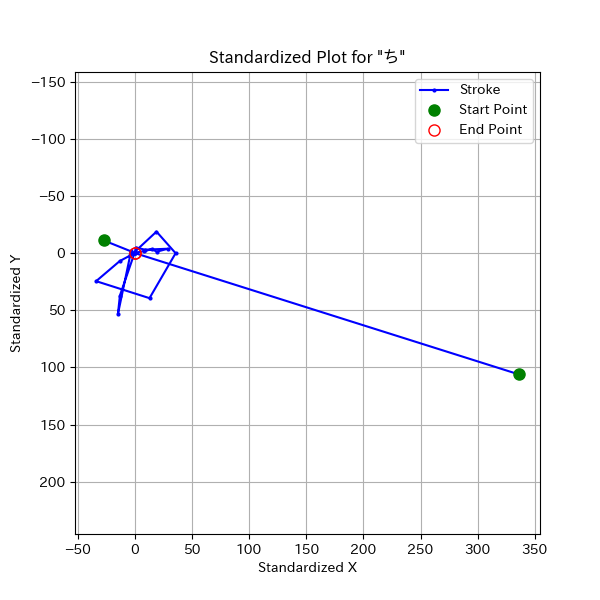 Standardized Plot for "ち"
Stroke
Start Point
End Point
−150
−100
−50
0
50
100
150
200
Standardized Y
−50 0 50 100 150 200 250 300 350
Standardized X